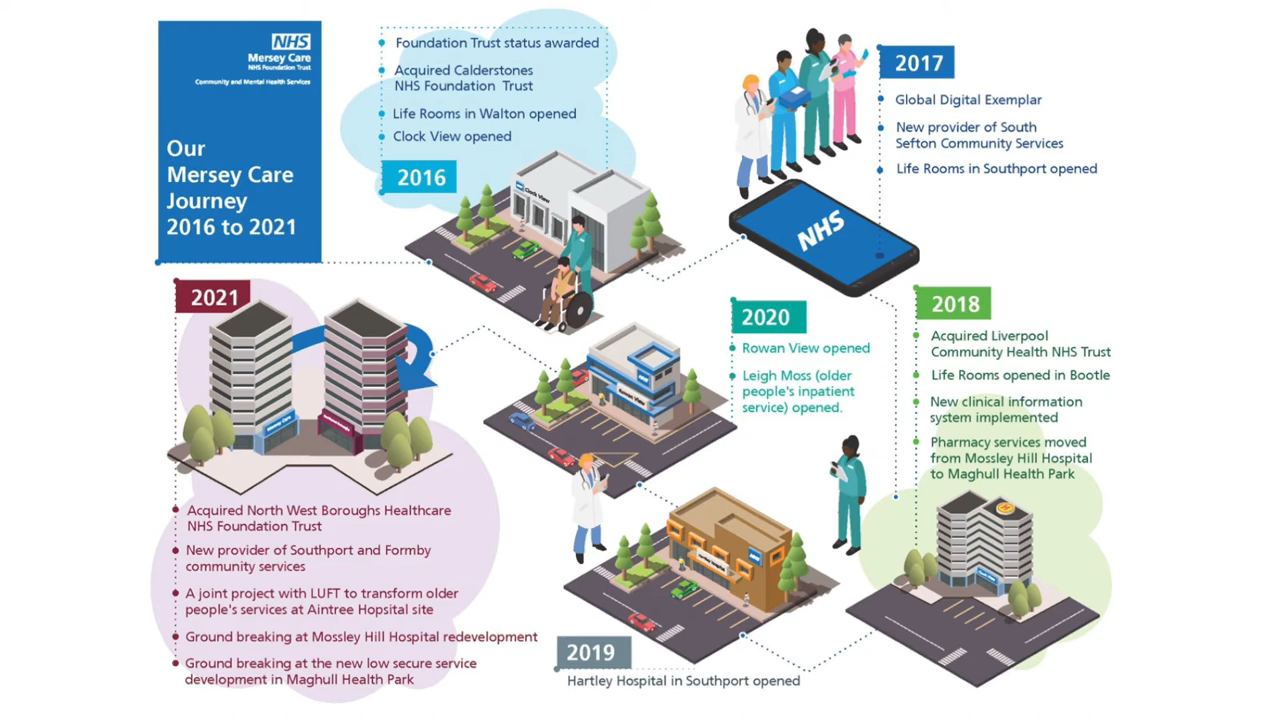 NHS
Mersey Care
NHS Foundation Trust
Community and Mental Health Services
Our
Mersey Care
Journey
2016 to 2021
Foundation Trust status awarded
Acquired Calderstones
NHS Foundation Trust
Life Rooms in Walton opened
Clock View opened
2016
Clock View
NHS
2017
Global Digital Exemplar
New provider of South
Sefton Community Services
Life Rooms in Southport opened
2018
Acquired Liverpool
Community Health NHS Trust
Life Rooms opened in Bootle
New clinical information
system implemented
Pharmacy services moved
from Mossley Hill Hospital
to Maghull Health Park
H
2019
Hartley Hospital in Southport opened
Hartley Hospital
NHS
2020
Rowan View opened
Leigh Moss (older
people's inpatient
service) opened.
Rowan View
2021
Mersey Care
Acquired North West Boroughs Healthcare
NHS Foundation Trust
New provider of Southport and Formby
community services
A joint project with LUFT to transform older
people's services at Aintree Hopsital site
Ground breaking at Mossley Hill Hospital redevelopment
Ground breaking at the new low secure service
development in Maghull Health Park